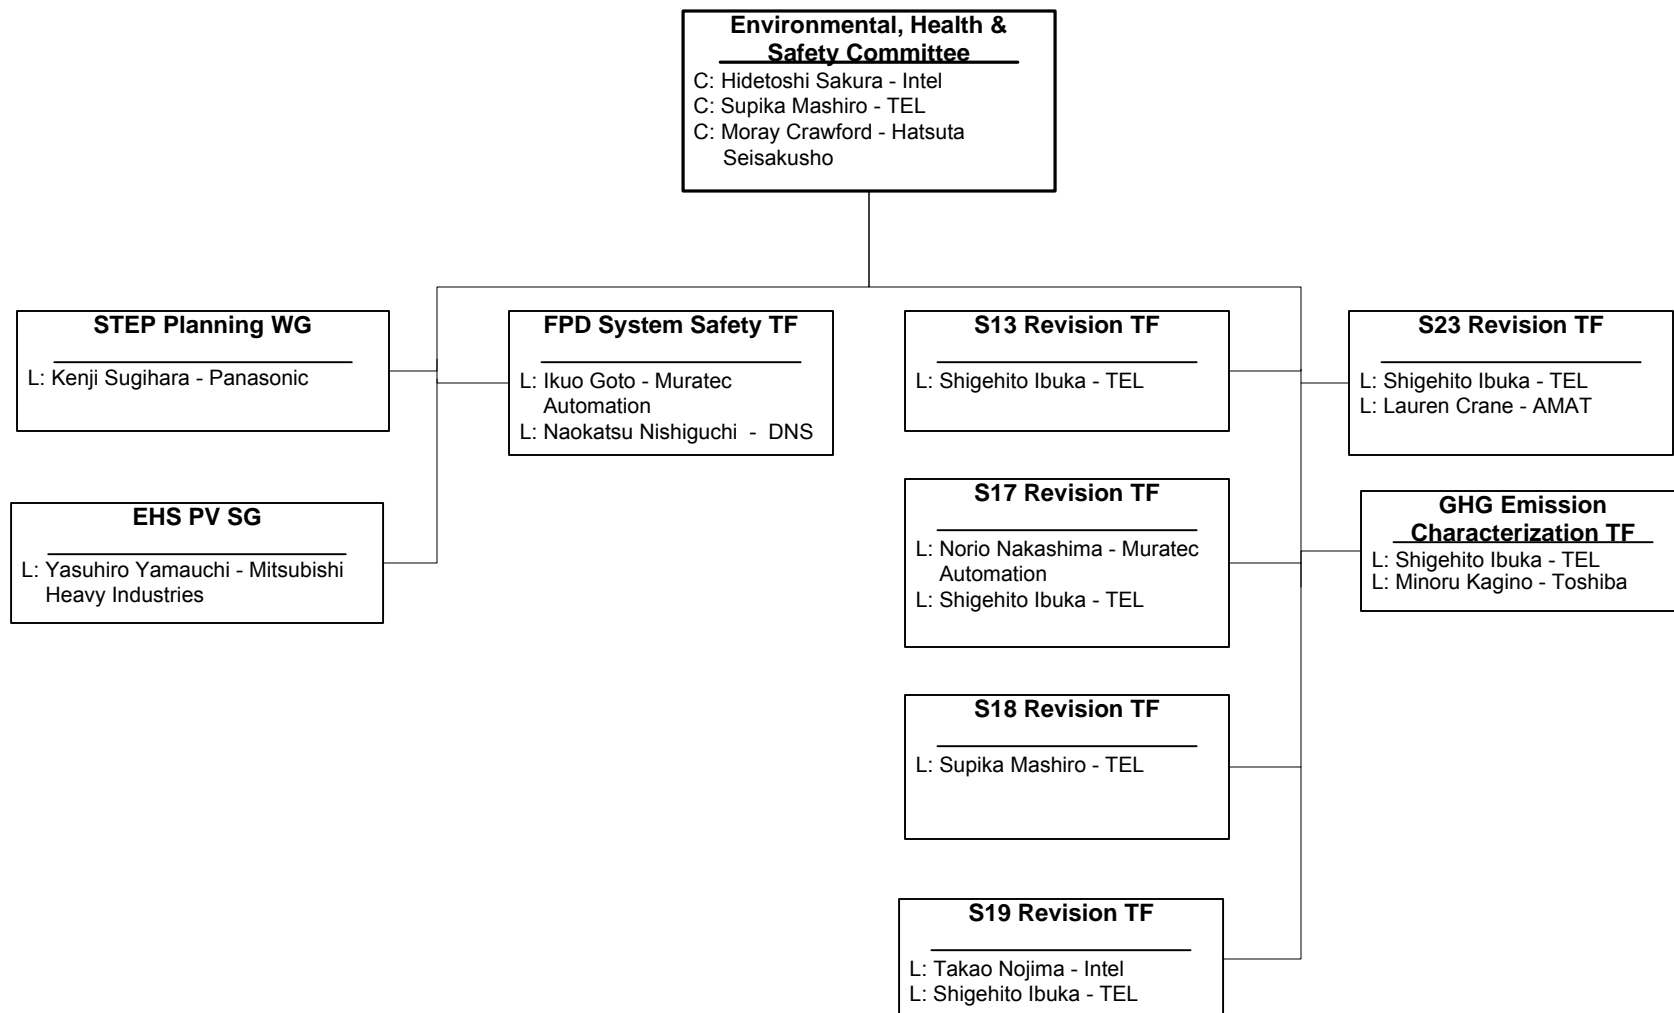 Environmental, Health &
Safety Committee
C: Hidetoshi Sakura - Intel
C: Supika Mashiro - TEL
C: Moray Crawford - Hatsuta
Seisakusho
STEP Planning WG
L: Kenji Sugihara - Panasonic
FPD System Safety TF
L: Ikuo Goto - Muratec
Automation
L: Naokatsu Nishiguchi - DNS
S13 Revision TF
L: Shigehito Ibuka - TEL
S23 Revision TF
L: Shigehito Ibuka - TEL
L: Lauren Crane - AMAT
EHS PV SG
L: Yasuhiro Yamauchi - Mitsubishi
Heavy Industries
S17 Revision TF
L: Norio Nakashima - Muratec
Automation
L: Shigehito Ibuka - TEL
GHG Emission
Characterization TF
L: Shigehito Ibuka - TEL
L: Minoru Kagino - Toshiba
S18 Revision TF
L: Supika Mashiro - TEL
S19 Revision TF
L: Takao Nojima - Intel
L: Shigehito Ibuka - TEL